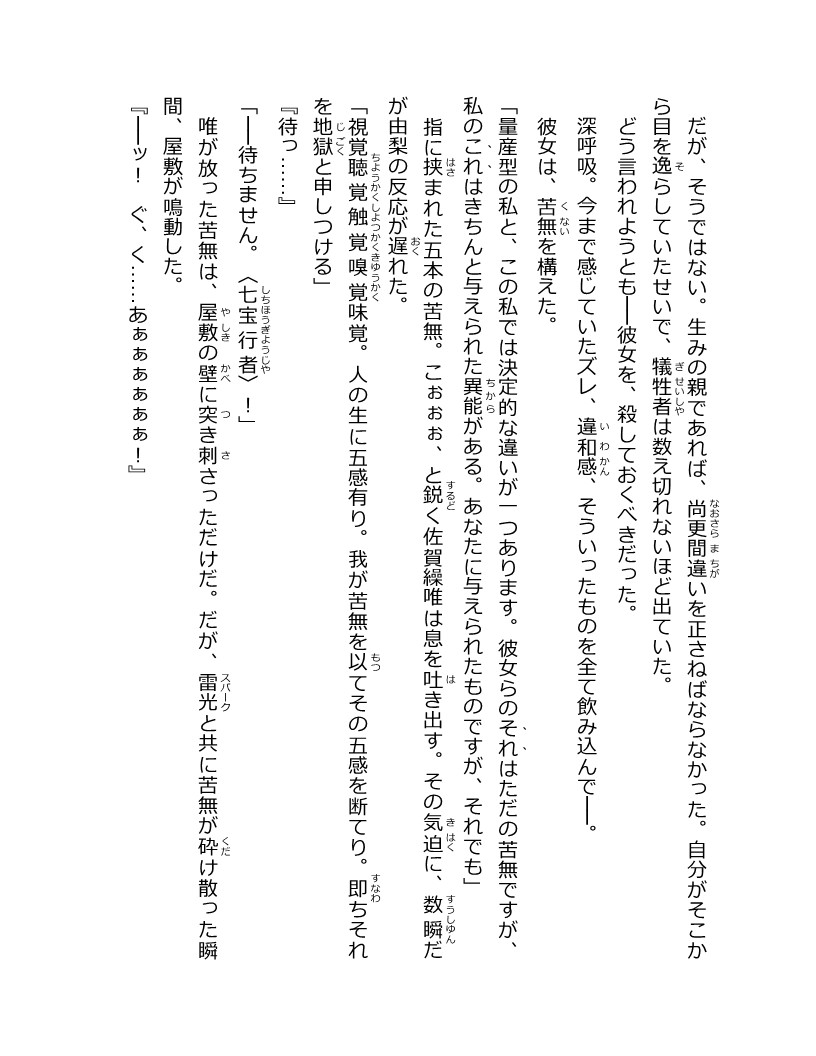 だが、そうではない。生みの親であれば、尚更間違いを正さねばならなかった。自分がそこか
ら目を逸らしていたせいで、犠牲者は数え切れないほど出ていた。
どう言われようとも――彼女を、殺しておくべきだった。
深呼吸。今まで感じていたズレ、違和感、そういったものを全て飲み込んで――。
彼女は、苦無を構えた。
「量産型の私と、この私では決定的な違いが一つあります。彼女らのそれはただの苦無ですが、
私のこれはきちんと与えられた異能がある。あなたに与えられたものですが、それでも」
指に挟まれた五本の苦無。こぉぉぉ、と鋭く佐賀繰唯は息を吐き出す。その気迫に、数瞬だ
が由梨の反応が遅れた。
「視覚聴覚触覚嗅覚味覚。人の生に五感有り。我が苦無を以てその五感を断てり。即ちそれ
を地獄と申しつける」
『待っ……』
「――待ちません。〈七宝行者〉！」
唯が放った苦無は、屋敷の壁に突き刺さっただけだ。だが、雷光と共に苦無が砕け散った瞬
間、屋敷が鳴動した。
『――ッ！　ぐ、く……あぁぁぁぁぁぁ！』